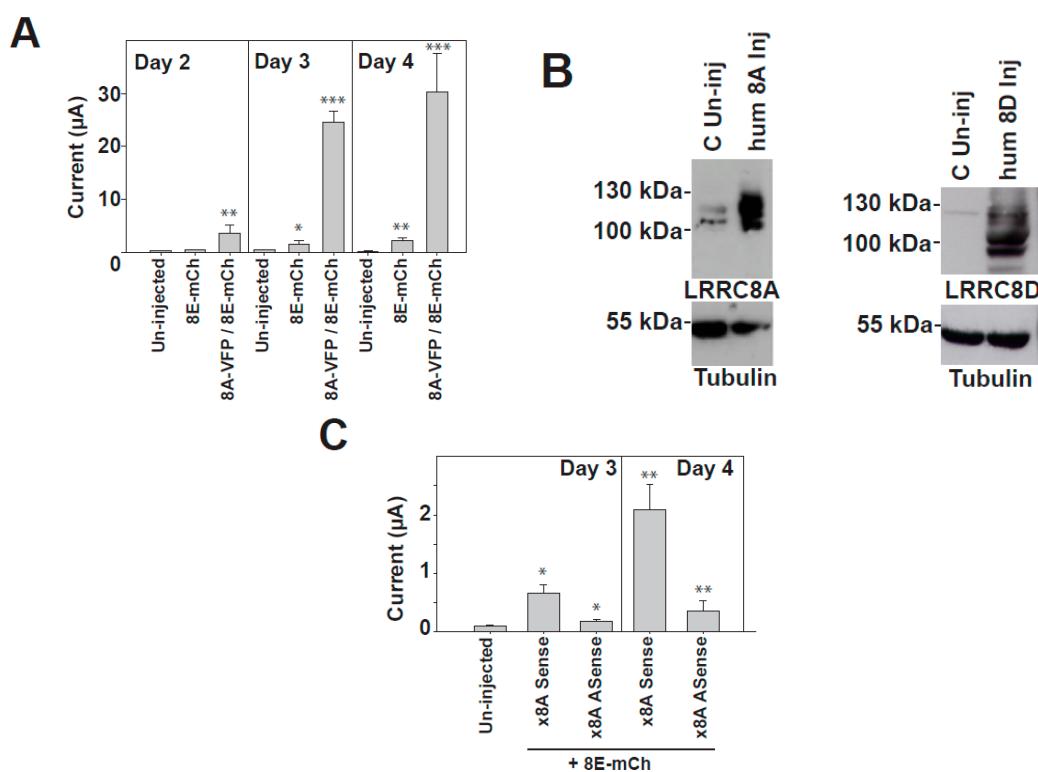 A
Day 2
Day 3
Day 4
**
*
***
**
***
Current (µA)
30
20
10
0
Un-injected
8E-mCh
8A-VFP / 8E-mCh
Un-injected
8E-mCh
8A-VFP / 8E-mCh
Un-injected
8E-mCh
8A-VFP / 8E-mCh
B
C Un-inj
hum 8A Inj
130 kDa-
100 kDa-
LRRC8A
55 kDa-
Tubulin
C Un-inj
hum 8D Inj
130 kDa-
100 kDa-
LRRC8D
55 kDa-
Tubulin
C
Day 3
Day 4
*
*
**
**
Current (µA)
2
1
0
Un-injected
x8A Sense
x8A ASense
x8A Sense
x8A ASense
+ 8E-mCh